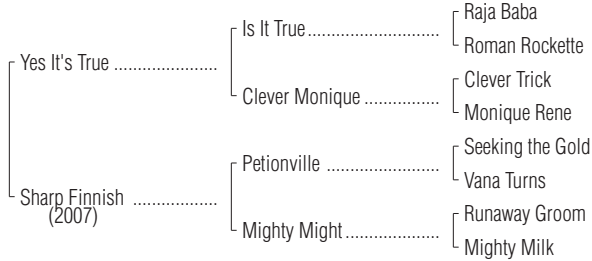 Raja Baba
Is It True
Roman Rockette
Yes It's True
Clever Trick
Clever Monique
Monique Rene
Seeking the Gold
Petionville
Vana Turns
Sharp Finnish
(2007)
Runaway Groom
Mighty Might
Mighty Milk